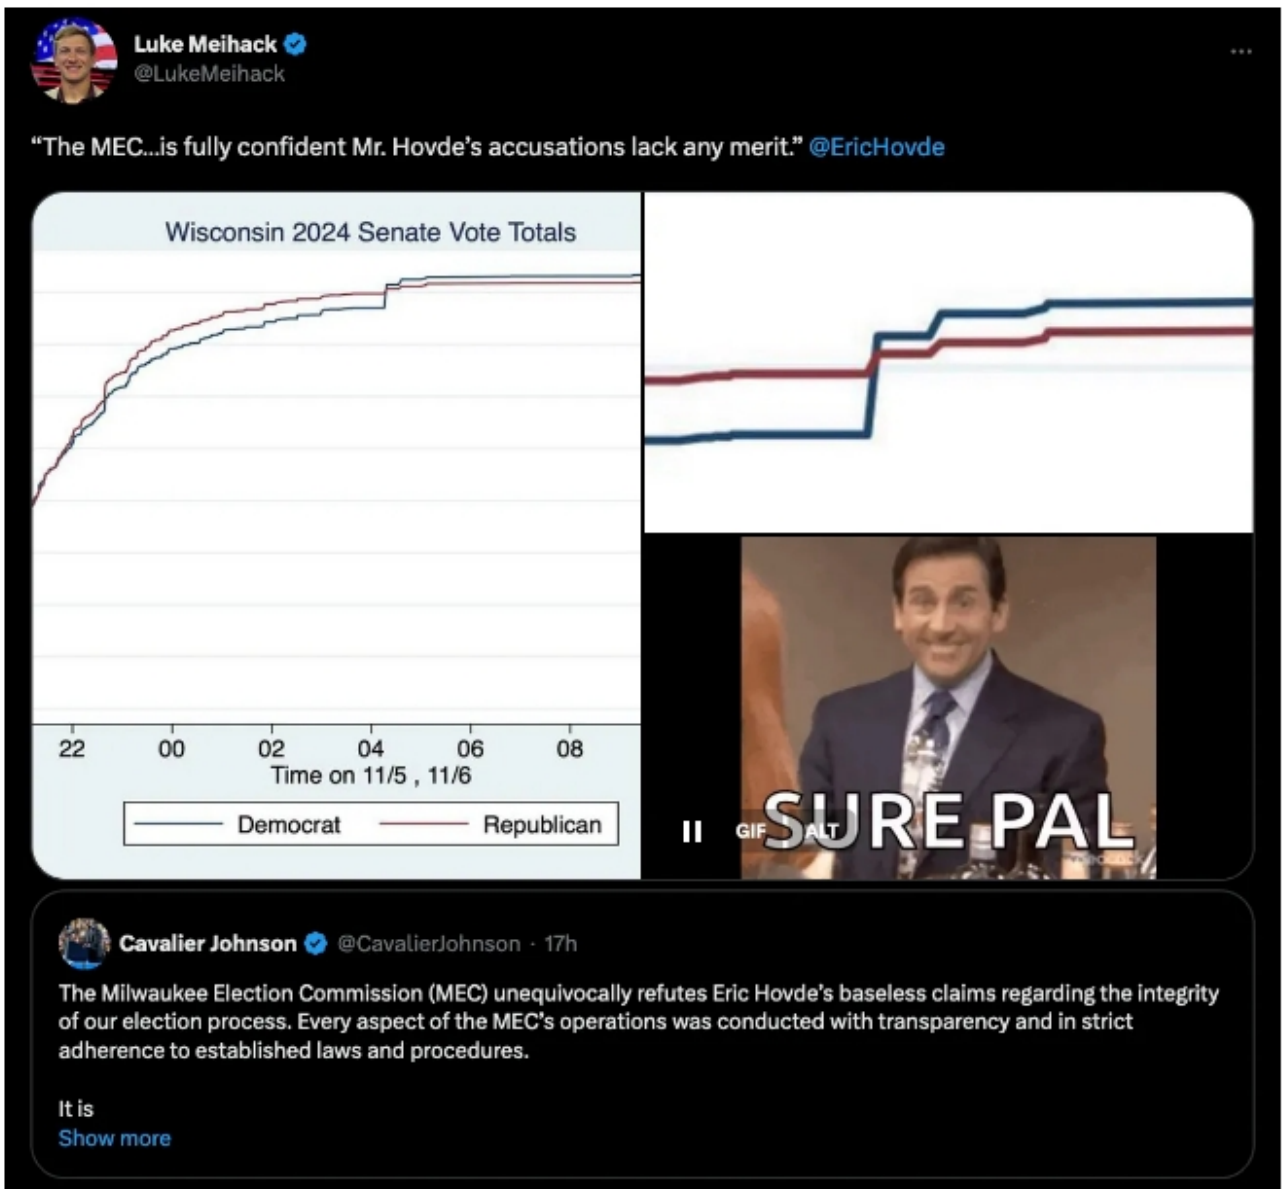 Luke Meihack
@LukeMeihack
“The MEC...is fully confident Mr. Hovde’s accusations lack any merit.” @EricHovde
Wisconsin 2024 Senate Vote Totals
22 00 02 04 06 08
Time on 11/5 , 11/6
Democrat Republican
GIF ALT
SURE PAL
peacock
Cavalier Johnson @CavalierJohnson · 17h
The Milwaukee Election Commission (MEC) unequivocally refutes Eric Hovde’s baseless claims regarding the integrity
of our election process. Every aspect of the MEC’s operations was conducted with transparency and in strict
adherence to established laws and procedures.
It is
Show more